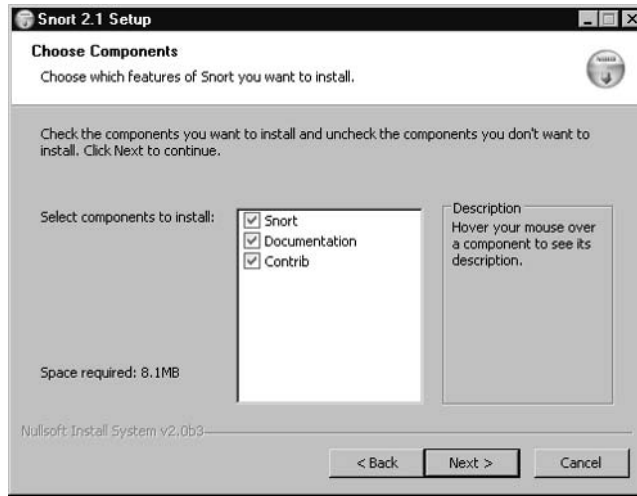 Snort 2.1 Setup
Choose Components
Choose which features of Snort you want to install.
Check the components you want to install and uncheck the components you don't want to
install. Click Next to continue.
Select components to install:
Snort
Documentation
Contrib
Description
Hover your mouse over
a component to see its
description.
Space required: 8.1MB
Nullsoft Install System v2.0b3
< Back
Next >
Cancel